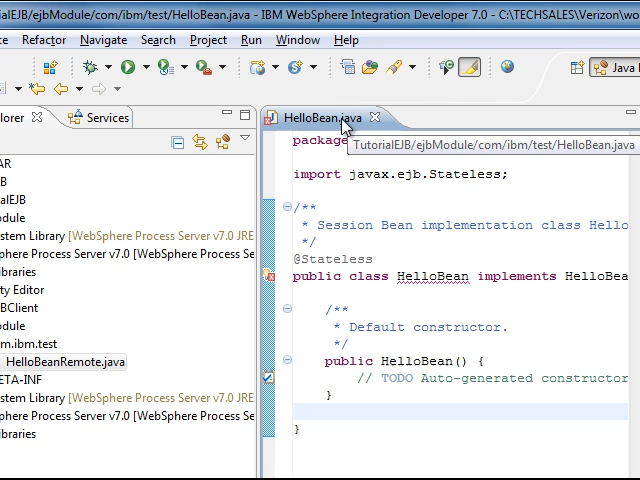 rialEJB/ejbModule/com/ibm/test/HelloBean.java - IBM WebSphere Integration Developer 7.0 - C:\TECHSALES\Verizon\wo
e Refactor Navigate Search Project Run Window Help
Java
lorer Services
HelloBean.java
TutorialEJB/ejbModule/com/ibm/test/HelloBean.java
AR
B
alEJB
odule
stem Library [WebSphere Process Server v7.0 JRE
phere Process Server v7.0 [WebSphere Process Se
ibraries
ty Editor
BClient
odule
m.ibm.test
HelloBeanRemote.java
ETA-INF
stem Library [WebSphere Process Server v7.0 JRE
phere Process Server v7.0 [WebSphere Process Se
ibraries
package
import javax.ejb.Stateless;
/**
* Session Bean implementation class Hello
*/
@Stateless
public class HelloBean implements HelloBea
/**
* Default constructor.
*/
public HelloBean() {
// TODO Auto-generated constructor
}
}